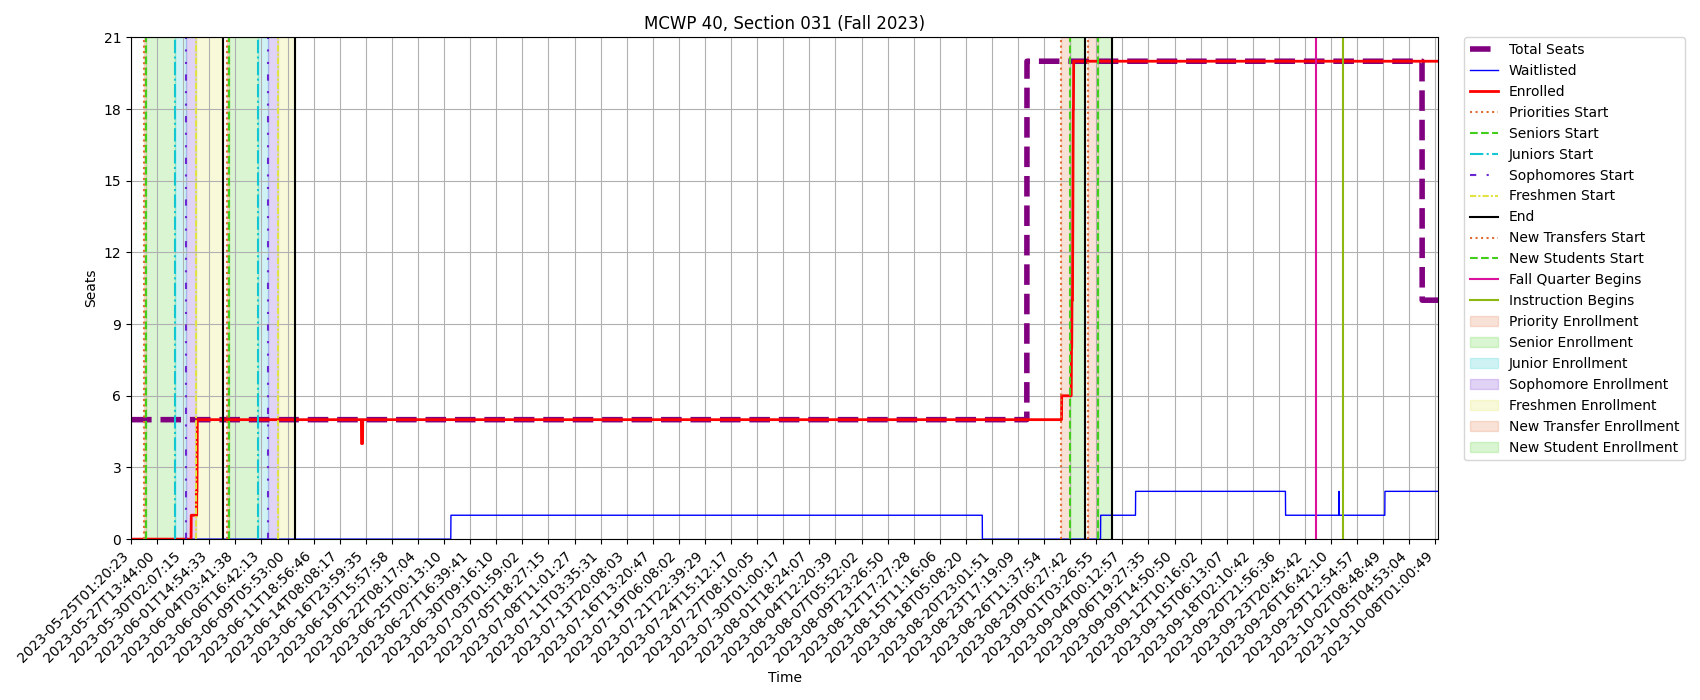 MCWP 40, Section 031 (Fall 2023)
21
18
15
12
9
6
3
0
Seats
2023-05-25T01:20:23
2023-05-27T13:44:00
2023-05-30T02:07:15
2023-06-01T14:54:33
2023-06-04T03:41:38
2023-06-06T16:42:13
2023-06-09T05:53:00
2023-06-11T18:56:46
2023-06-14T08:08:17
2023-06-16T23:59:35
2023-06-19T15:57:58
2023-06-22T08:17:04
2023-06-25T00:13:10
2023-06-27T16:39:41
2023-06-30T09:16:10
2023-07-03T01:59:02
2023-07-05T18:27:15
2023-07-08T11:01:27
2023-07-11T03:35:31
2023-07-13T20:08:03
2023-07-16T13:20:47
2023-07-19T06:08:02
2023-07-21T22:39:29
2023-07-24T15:12:17
2023-07-27T08:10:05
2023-07-30T01:00:17
2023-08-01T18:24:07
2023-08-04T12:20:39
2023-08-07T05:52:02
2023-08-09T23:26:50
2023-08-12T17:27:28
2023-08-15T11:16:06
2023-08-18T05:08:20
2023-08-20T23:01:51
2023-08-23T17:19:05
2023-08-26T11:37:54
2023-08-29T06:27:42
2023-09-01T03:26:55
2023-09-04T00:12:57
2023-09-06T19:27:35
2023-09-09T14:50:50
2023-09-12T10:16:02
2023-09-15T06:13:07
2023-09-18T02:10:42
2023-09-20T21:56:36
2023-09-23T20:45:42
2023-09-26T16:42:10
2023-09-29T12:54:57
2023-10-02T08:48:49
2023-10-05T04:53:04
2023-10-08T01:00:49
Time
Total Seats
Waitlisted
Enrolled
Priorities Start
Seniors Start
Juniors Start
Sophomores Start
Freshmen Start
End
New Transfers Start
New Students Start
Fall Quarter Begins
Instruction Begins
Priority Enrollment
Senior Enrollment
Junior Enrollment
Sophomore Enrollment
Freshmen Enrollment
New Transfer Enrollment
New Student Enrollment